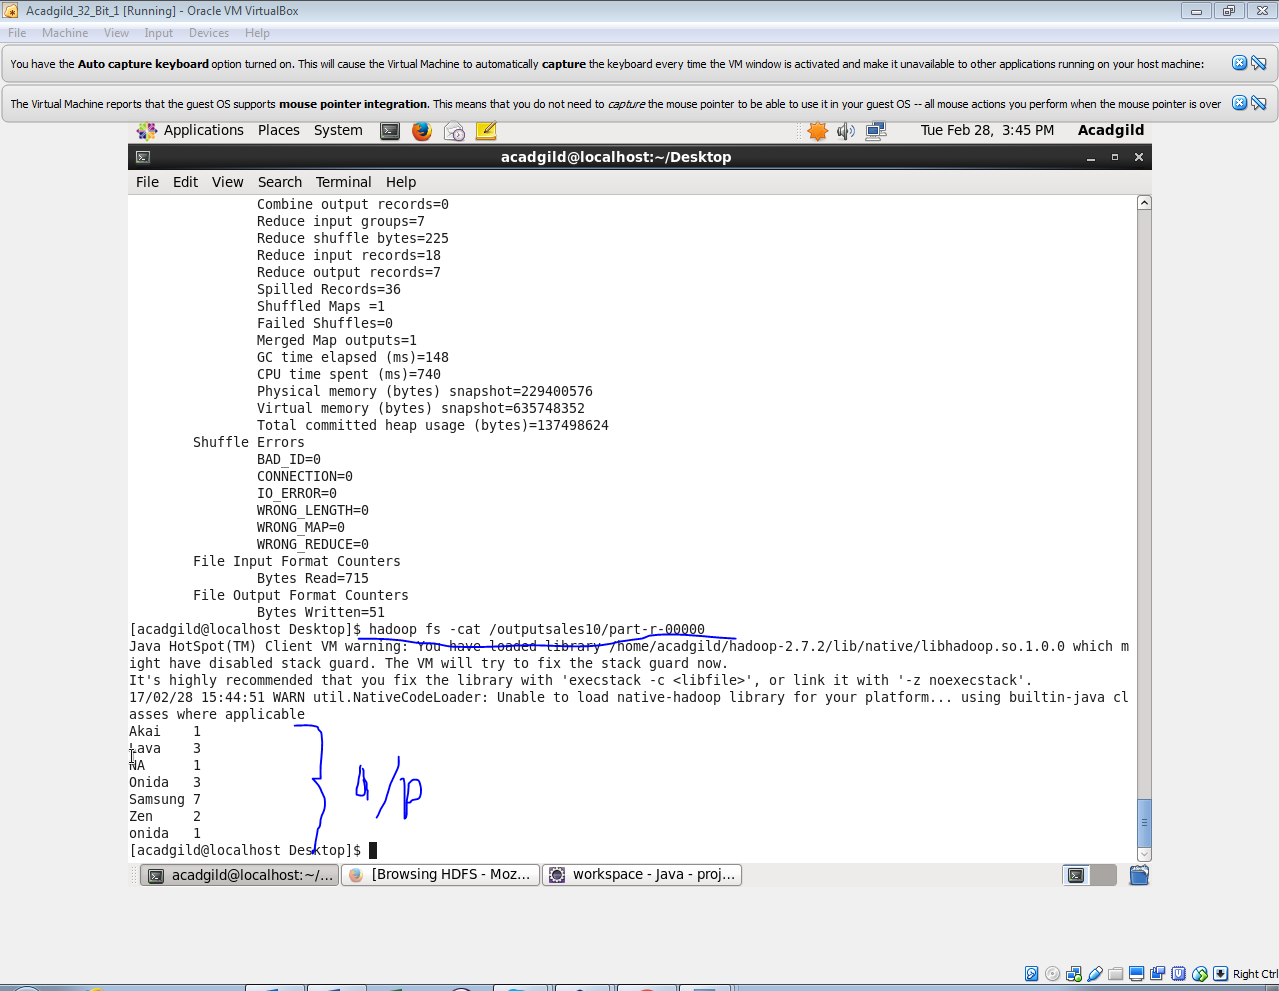 Acadgild_32_Bit_1 [Running] - Oracle VM VirtualBox
File Machine View Input Devices Help
You have the Auto capture keyboard option turned on. This will cause the Virtual Machine to automatically capture the keyboard every time the VM window is activated and make it unavailable to other applications running on your host machine:
The Virtual Machine reports that the guest OS supports mouse pointer integration. This means that you do not need to capture the mouse pointer to be able to use it in your guest OS -- all mouse actions you perform when the mouse pointer is over
Applications Places System Tue Feb 28, 3:45 PM Acadgild
acadgild@localhost:~/Desktop
File Edit View Search Terminal Help
Combine output records=0
Reduce input groups=7
Reduce shuffle bytes=225
Reduce input records=18
Reduce output records=7
Spilled Records=36
Shuffled Maps =1
Failed Shuffles=0
Merged Map outputs=1
GC time elapsed (ms)=148
CPU time spent (ms)=740
Physical memory (bytes) snapshot=229400576
Virtual memory (bytes) snapshot=635748352
Total committed heap usage (bytes)=137498624
Shuffle Errors
BAD_ID=0
CONNECTION=0
IO_ERROR=0
WRONG_LENGTH=0
WRONG_MAP=0
WRONG_REDUCE=0
File Input Format Counters
Bytes Read=715
File Output Format Counters
Bytes Written=51
[acadgild@localhost Desktop]$ hadoop fs -cat /outputsales10/part-r-00000
Java HotSpot(TM) Client VM warning: You have loaded library /home/acadgild/hadoop-2.7.2/lib/native/libhadoop.so.1.0.0 which m
ight have disabled stack guard. The VM will try to fix the stack guard now.
It's highly recommended that you fix the library with 'execstack -c <libfile>', or link it with '-z noexecstack'.
17/02/28 15:44:51 WARN util.NativeCodeLoader: Unable to load native-hadoop library for your platform... using builtin-java cl
asses where applicable
Akai 1
Lava 3
NA 1
Onida 3
Samsung 7
Zen 2
onida 1
o/p
[acadgild@localhost Desktop]$
acadgild@localhost:~/... [Browsing HDFS - Moz... workspace - Java - proj...
Right Ctrl